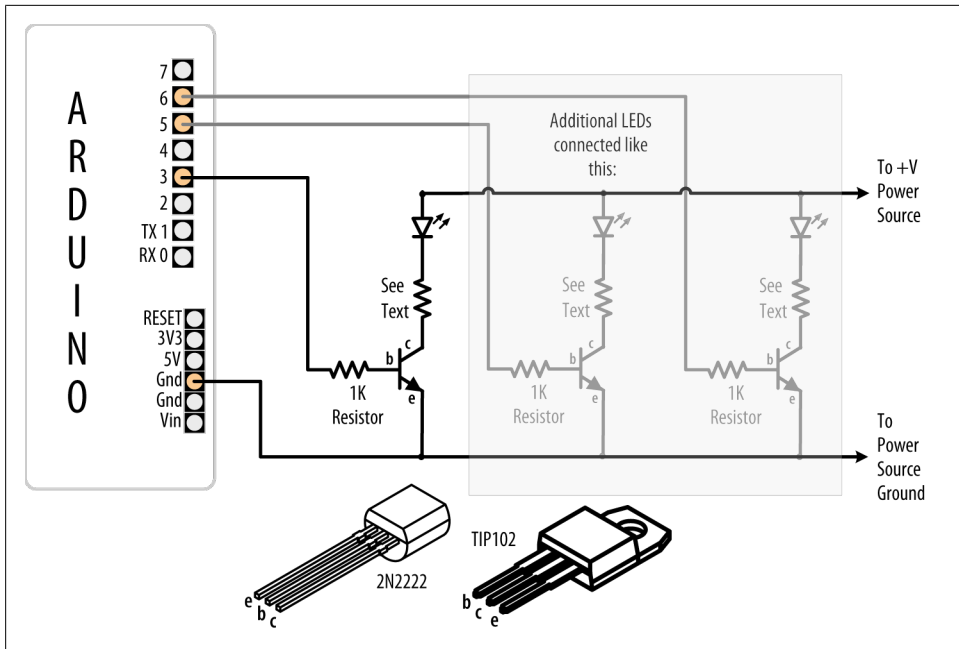 ARDUINO
7
6
5
4
3
2
TX 1
RX 0
RESET
3V3
5V
Gnd
Gnd
Vin
Additional LEDs
connected like
this:
To +V
Power
Source
See
Text
See
Text
See
Text
c
b
e
c
b
e
c
b
e
1K
Resistor
1K
Resistor
1K
Resistor
To
Power
Source
Ground
2N2222
e
b
c
TIP102
b
c
e